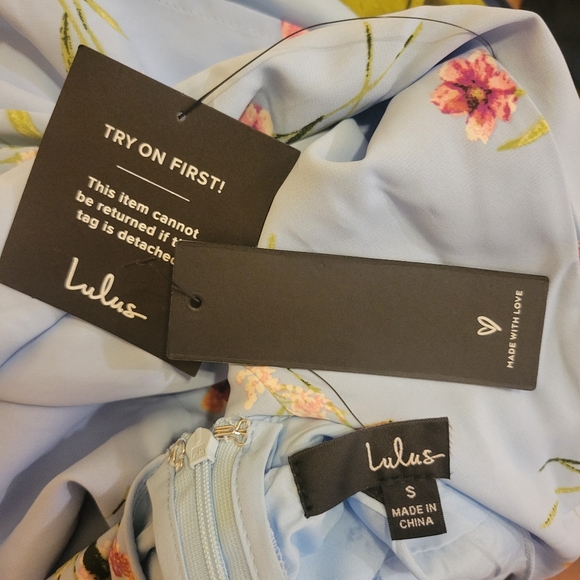 TRY ON FIRST!
This item cannot
be returned if
tag is detached
Lulus
MADE WITH LOVE
Lulus
S
MADE IN
CHINA